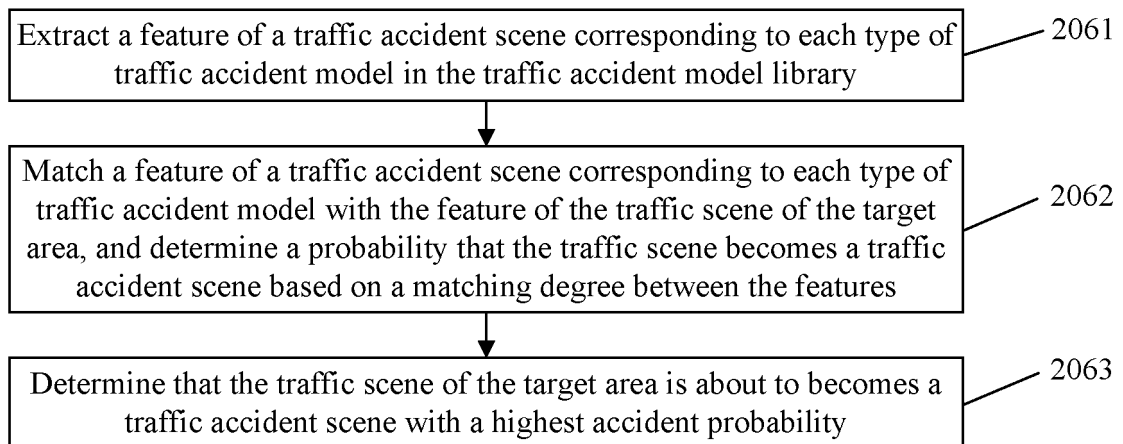 Extract a feature of a traffic accident scene corresponding to each type of
traffic accident model in the traffic accident model library
2061
Match a feature of a traffic accident scene corresponding to each type of
traffic accident model with the feature of the traffic scene of the target
area, and determine a probability that the traffic scene becomes a traffic
accident scene based on a matching degree between the features
2062
Determine that the traffic scene of the target area is about to becomes a
traffic accident scene with a highest accident probability
2063